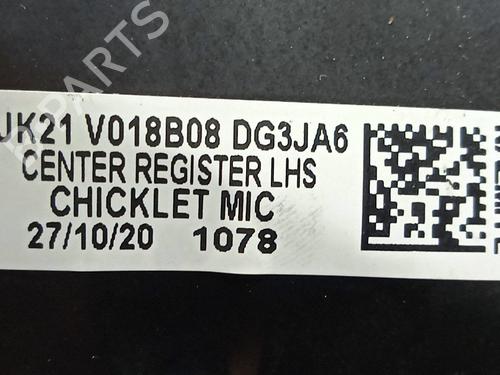 JK21 V018B08 DG3JA6
CENTER REGISTER LHS
CHICKLET MIC
27/10/20 1078